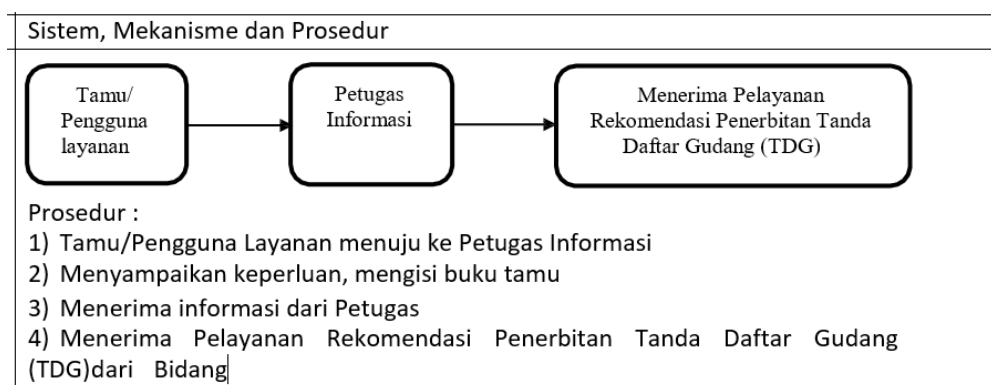 Sistem, Mekanisme dan Prosedur
Tamu/
Pengguna
layanan
Petugas
Informasi
Menerima Pelayanan
Rekomendasi Penerbitan Tanda
Daftar Gudang (TDG)
Prosedur :
1) Tamu/Pengguna Layanan menuju ke Petugas Informasi
2) Menyampaikan keperluan, mengisi buku tamu
3) Menerima informasi dari Petugas
4) Menerima Pelayanan Rekomendasi Penerbitan Tanda Daftar Gudang
(TDG)dari Bidang